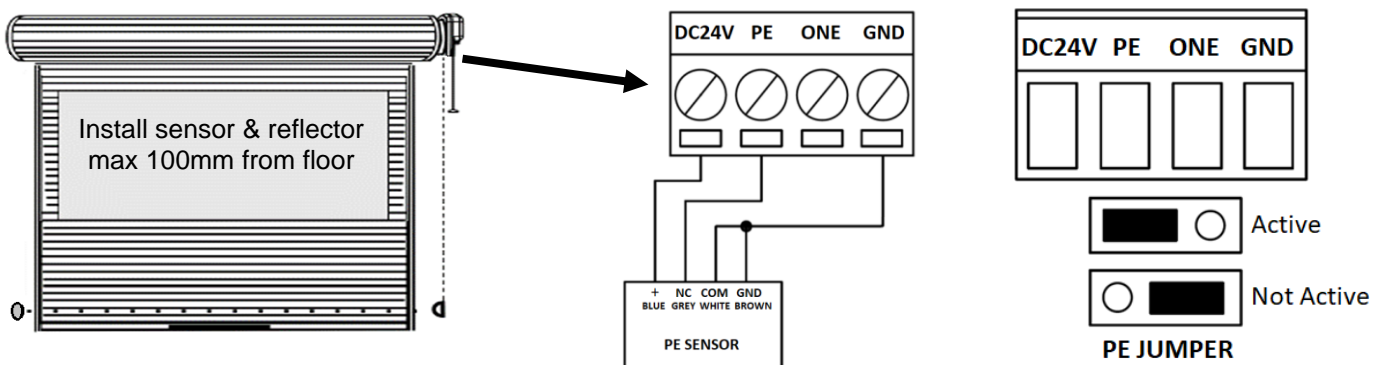 Install sensor & reflector
max 100mm from floor
DC24V PE ONE GND
+ NC COM GND
BLUE GREY WHITE BROWN
PE SENSOR
DC24V PE ONE GND
Active
Not Active
PE JUMPER